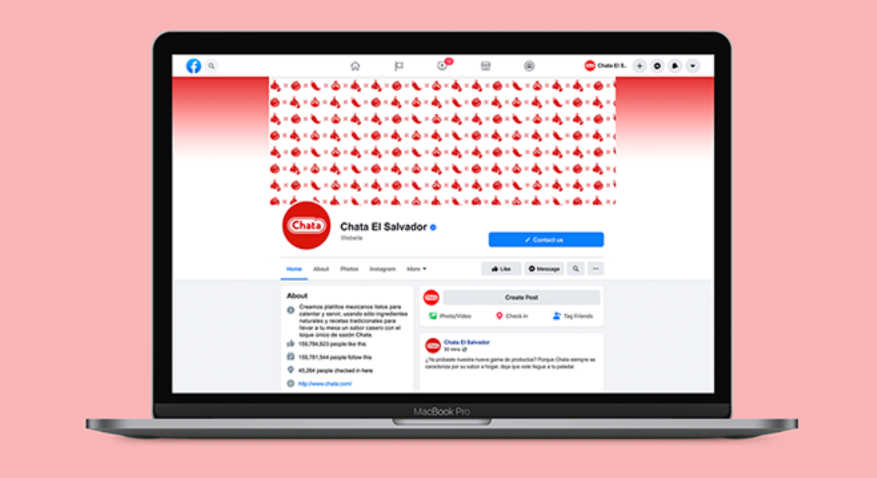 Chata El S..
Chata
Chata El Salvador
Website
Contact us
Home About Photos Instagram More
Like Message
About
Creamos platillos mexicanos listos para
calentar y servir, usando sólo ingredientes
naturales y recetas tradicionales para
llevar a tu mesa un sabor casero con el
toque único de sazón Chata.
159,784,823 people like this
159,781,544 people follow this
45,264 people checked in here
http://www.chata.com/
Create Post
Photo/Video Check in Tag Friends
Chata El Salvador
30 mins
¿Ya probaste nuestra nueva gama de productos? Porque Chata siempre se
caracteriza por su sabor a hogar, deja que este llegue a tu paladar.
MacBook Pro